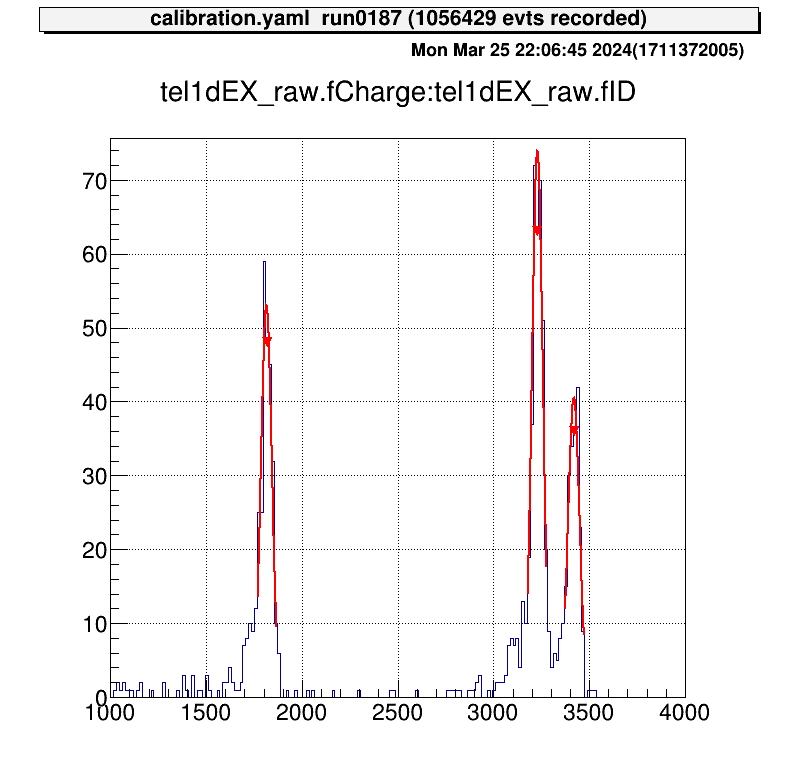 calibration.yaml run0187 (1056429 evts recorded)
Mon Mar 25 22:06:45 2024(1711372005)
tel1dEX_raw.fCharge:tel1dEX_raw.fID
70
60
50
40
30
20
10
0
1000 1500 2000 2500 3000 3500 4000